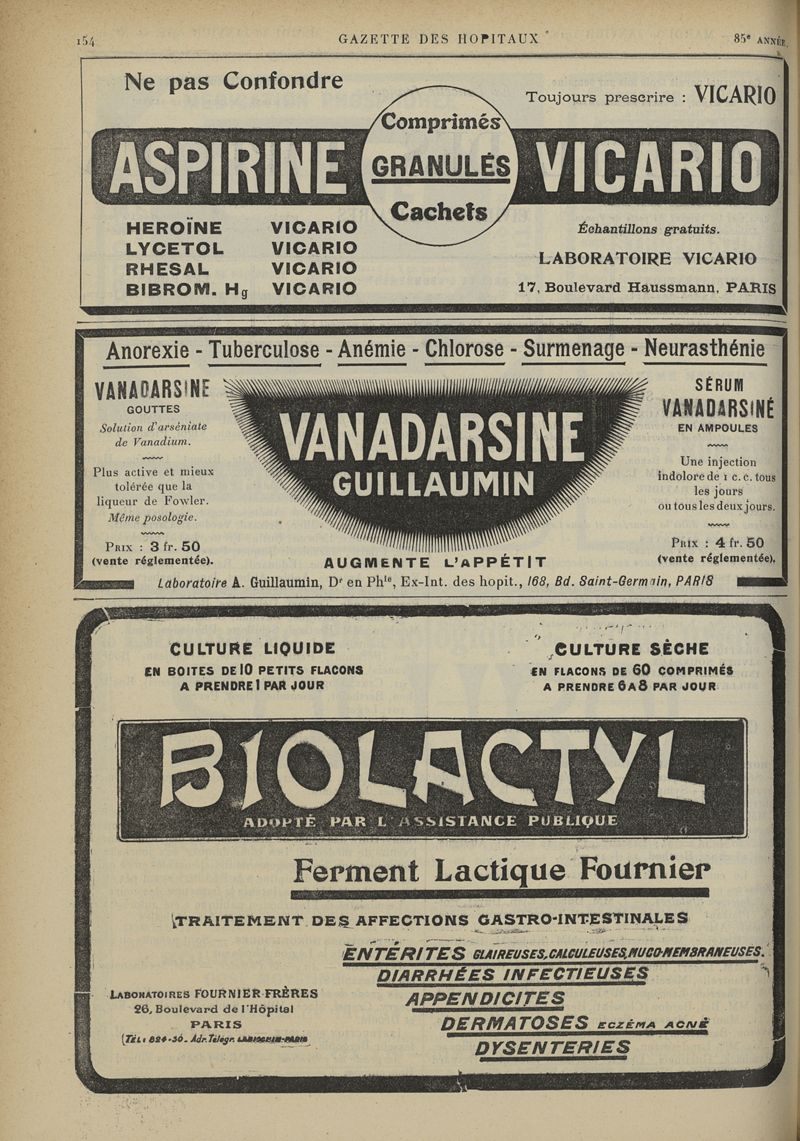 154
GAZETTE DES HOPITAUX
85e ANNÉE
Ne pas Confondre
Toujours prescrire : VICARIO
ASPIRINE
Comprimés
GRANULÉS
Cachets
VICARIO
HEROÏNE VICARIO
LYCETOL VICARIO
RHESAL VICARIO
BIBROM. Hg VICARIO
Échantillons gratuits.
LABORATOIRE VICARIO
17, Boulevard Haussmann, PARIS
Anorexie - Tuberculose - Anémie - Chlorose - Surmenage - Neurasthénie
VANADARSINE
GOUTTES
Solution d'arséniate
de Vanadium.
Plus active et mieux
tolérée que la
liqueur de Fowler.
Même posologie.
PRIX : 3 fr. 50
(vente réglementée).
VANADARSINE
GUILLAUMIN
AUGMENTE L'APPÉTIT
SÉRUM
VANADARSINÉ
EN AMPOULES
Une injection
indolore de 1 c. c. tous
les jours
ou tous les deux jours.
PRIX : 4 fr. 50
(vente réglementée).
Laboratoire A. Guillaumin, Dr en Phie, Ex-Int. des hopit., 168, Bd. Saint-Germain, PARIS
CULTURE LIQUIDE
EN BOITES DE 10 PETITS FLACONS
A PRENDRE 1 PAR JOUR
CULTURE SÈCHE
EN FLACONS DE 60 COMPRIMÉS
A PRENDRE 6 A 8 PAR JOUR
BIOLACTYL
ADOPTÉ PAR L'ASSISTANCE PUBLIQUE
Ferment Lactique Fournier
TRAITEMENT DES AFFECTIONS GASTRO-INTESTINALES
ENTÉRITES GLAIREUSES, CALCULEUSES, MUCO-MEMBRANEUSES.
DIARRHÉES INFECTIEUSES
APPENDICITES
DERMATOSES ECZÉMA ACNÉ
DYSENTERIES
LABORATOIRES FOURNIER FRÈRES
26, Boulevard de l'Hôpital
PARIS
(TÉL: 824-36. Adr. Télegr.